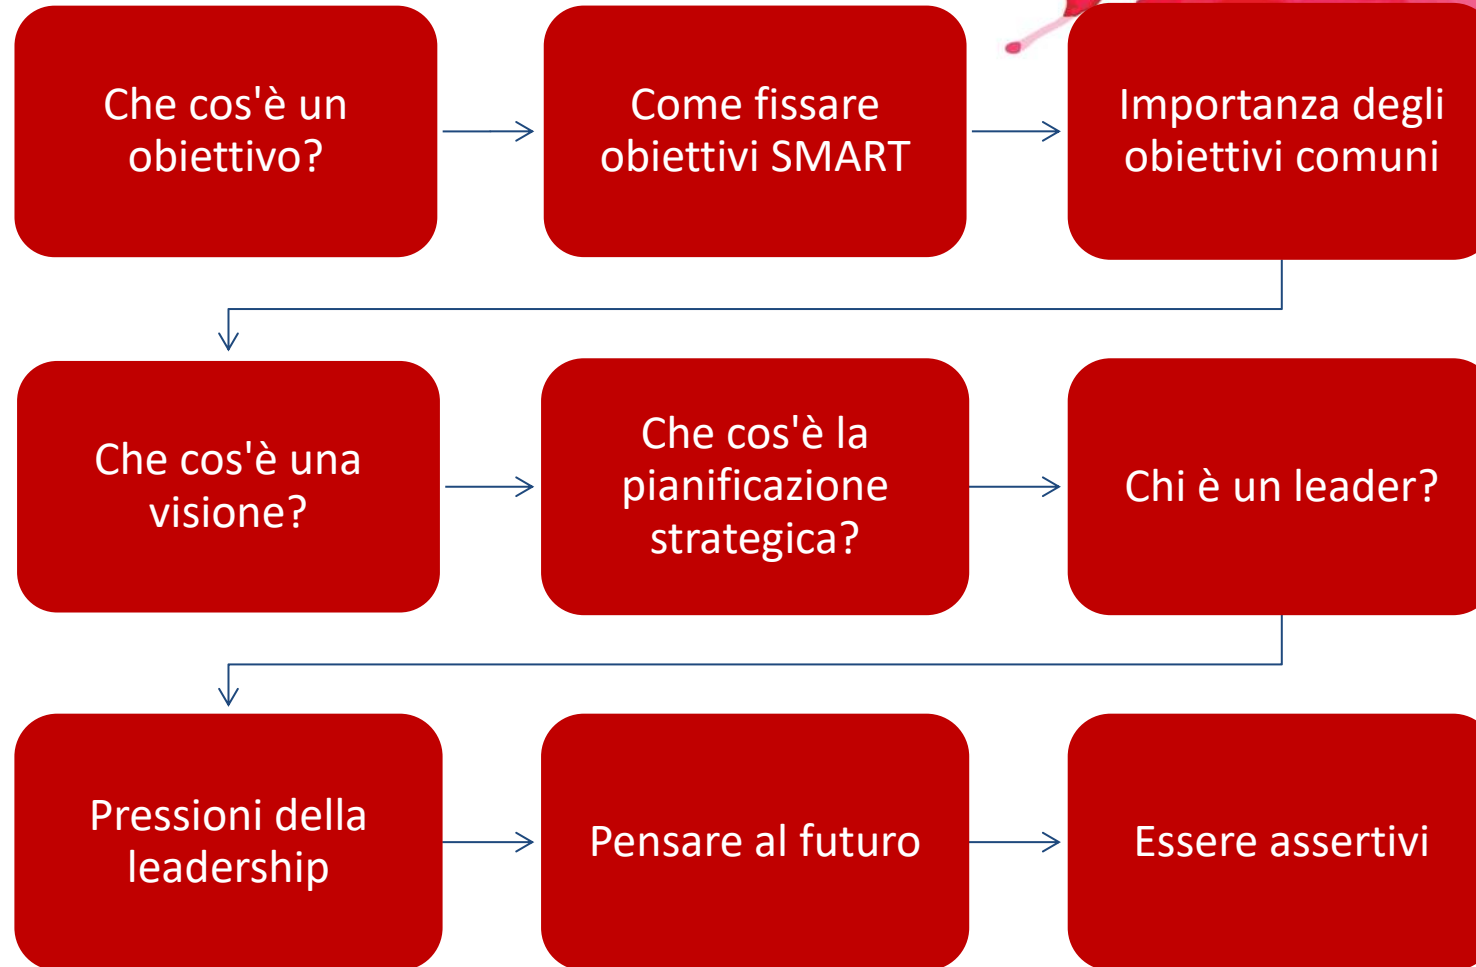 Che cos'è un
obiettivo?
Come fissare
obiettivi SMART
Importanza degli
obiettivi comuni
Che cos'è una
visione?
Che cos'è la
pianificazione
strategica?
Chi è un leader?
Pressioni della
leadership
Pensare al futuro
Essere assertivi